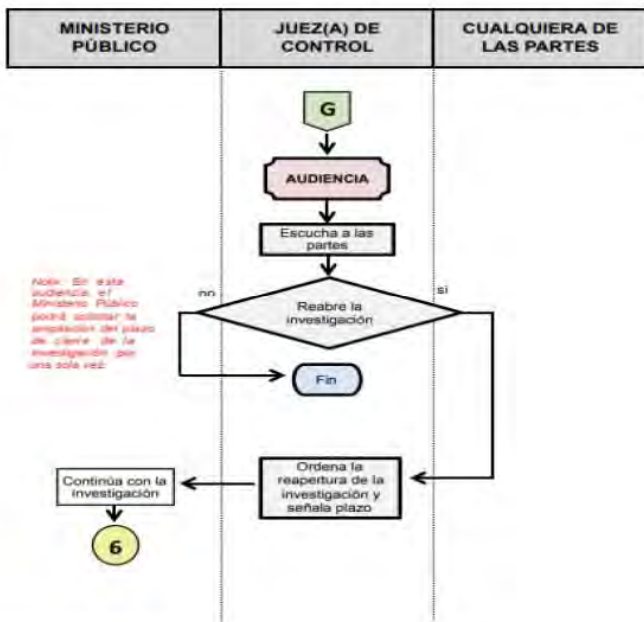 MINISTERIO
PÚBLICO
JUEZ(A) DE
CONTROL
CUALQUIERA DE
LAS PARTES
G
AUDIENCIA
Escucha a las
partes
Nota: En esta
audiencia, el
Ministerio Público
podrá solicitar la
ampliación del plazo
de cierre de la
investigación por
una sola vez.
no
si
Reabre la
investigación
Fin
Continúa con la
investigación
Ordena la
reapertura de la
investigación y
señala plazo
6